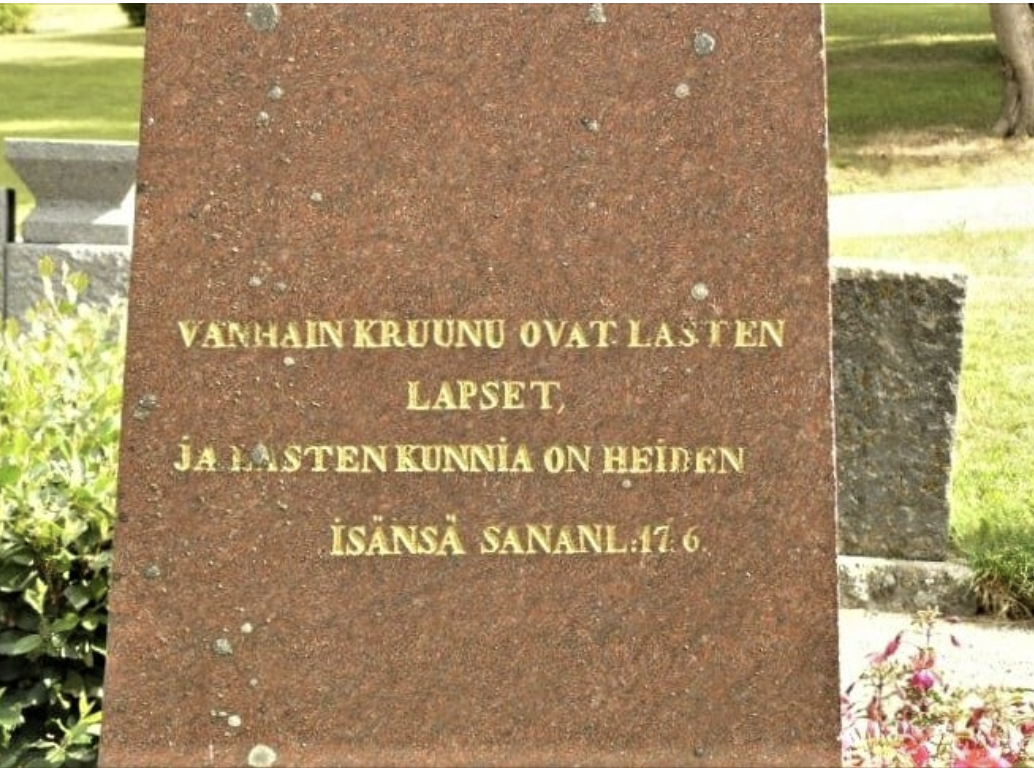 VANHAIN KRUUNU OVAT LASTEN
LAPSET,
JA LASTEN KUNNIA ON HEIDEN
ISÄNSÄ SANANL.:17.6.